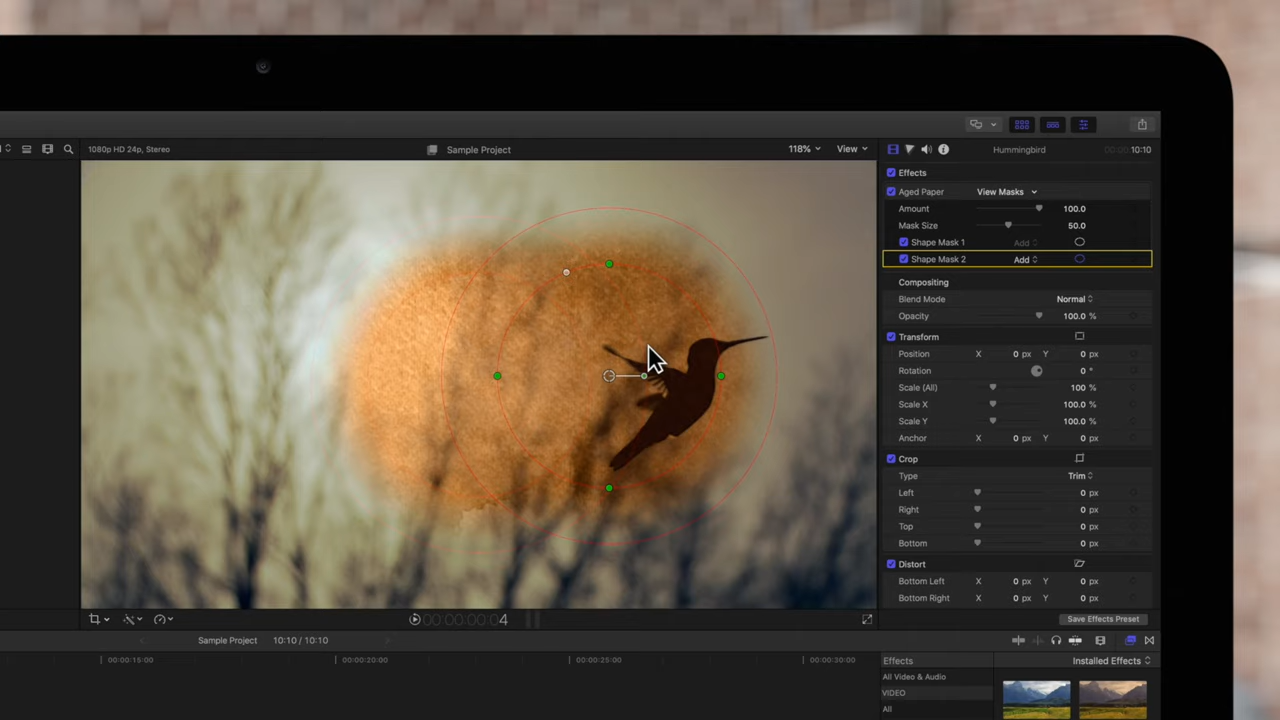 1080p HD 24p, Stereo
Sample Project
118%
View
Hummingbird
00:00:10:10
Effects
Aged Paper View Masks
Amount 100.0
Mask Size 50.0
Shape Mask 1 Add
Shape Mask 2 Add
Compositing
Blend Mode Normal
Opacity 100.0 %
Transform
Position X 0 px Y 0 px
Rotation 0 °
Scale (All) 100 %
Scale X 100.0 %
Scale Y 100.0 %
Anchor X 0 px Y 0 px
Crop
Type Trim
Left 0 px
Right 0 px
Top 0 px
Bottom 0 px
Distort
Bottom Left X 0 px Y 0 px
Bottom Right X 0 px Y 0 px
00:00:00:04
Save Effects Preset
Sample Project 10:10 / 10:10
00:00:15:00 00:00:20:00 00:00:25:00 00:00:30:00
Effects Installed Effects
All Video & Audio
VIDEO
All